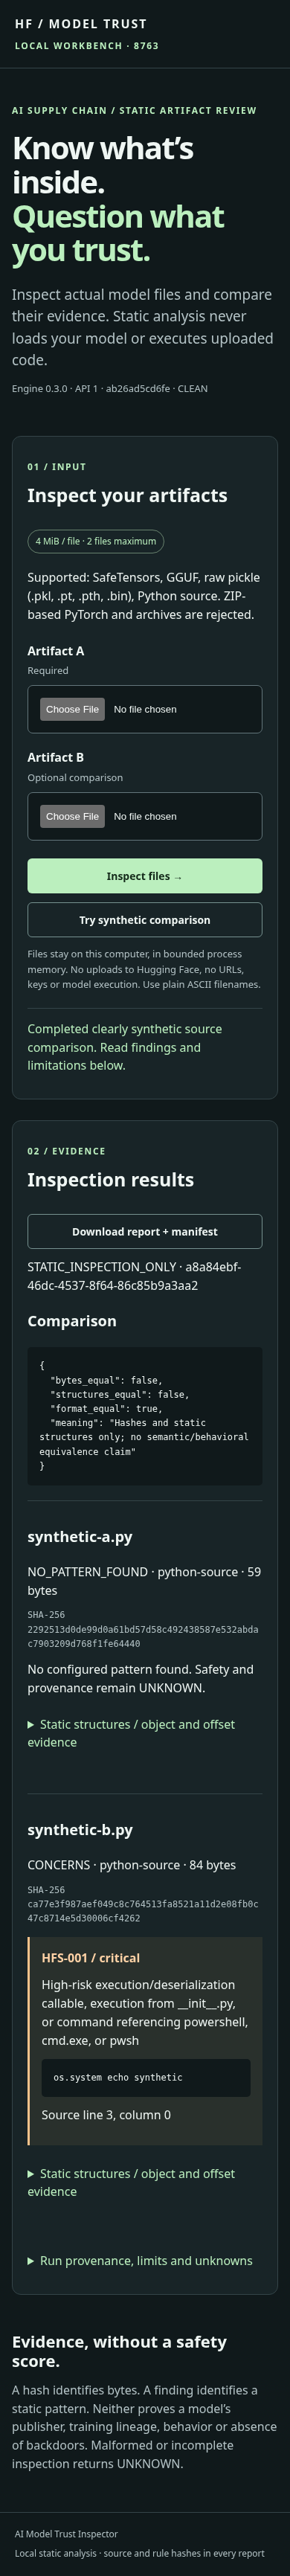 HF / MODEL TRUST
LOCAL WORKBENCH · 8763
AI SUPPLY CHAIN / STATIC ARTIFACT REVIEW
Know what’s
inside.
Question what
you trust.
Inspect actual model files and compare
their evidence. Static analysis never
loads your model or executes uploaded
code.
Engine 0.3.0 · API 1 · ab26ad5cd6fe · CLEAN
01 / INPUT
Inspect your artifacts
4 MiB / file · 2 files maximum
Supported: SafeTensors, GGUF, raw pickle
(.pkl, .pt, .pth, .bin), Python source. ZIP-
based PyTorch and archives are rejected.
Artifact A
Required
Choose File No file chosen
Artifact B
Optional comparison
Choose File No file chosen
Inspect files →
Try synthetic comparison
Files stay on this computer, in bounded process
memory. No uploads to Hugging Face, no URLs,
keys or model execution. Use plain ASCII filenames.
Completed clearly synthetic source
comparison. Read findings and
limitations below.
02 / EVIDENCE
Inspection results
Download report + manifest
STATIC_INSPECTION_ONLY · a8a84ebf-
46dc-4537-8f64-86c85b9a3aa2
Comparison
{
"bytes_equal": false,
"structures_equal": false,
"format_equal": true,
"meaning": "Hashes and static
structures only; no semantic/behavioral
equivalence claim"
}
synthetic-a.py
NO_PATTERN_FOUND · python-source · 59
bytes
SHA-256
2292513d0de99d0a61bd57d58c492438587e532abda
c7903209d768f1fe64440
No configured pattern found. Safety and
provenance remain UNKNOWN.
▶ Static structures / object and offset
evidence
synthetic-b.py
CONCERNS · python-source · 84 bytes
SHA-256
ca77e3f987aef049c8c764513fa8521a11d2e08fb0c
47c8714e5d30006cf4262
HFS-001 / critical
High-risk execution/deserialization
callable, execution from __init__.py,
or command referencing powershell,
cmd.exe, or pwsh
os.system echo synthetic
Source line 3, column 0
▶ Static structures / object and offset
evidence
▶ Run provenance, limits and unknowns
Evidence, without a safety
score.
A hash identifies bytes. A finding identifies a
static pattern. Neither proves a model’s
publisher, training lineage, behavior or absence
of backdoors. Malformed or incomplete
inspection returns UNKNOWN.
AI Model Trust Inspector
Local static analysis · source and rule hashes in every report